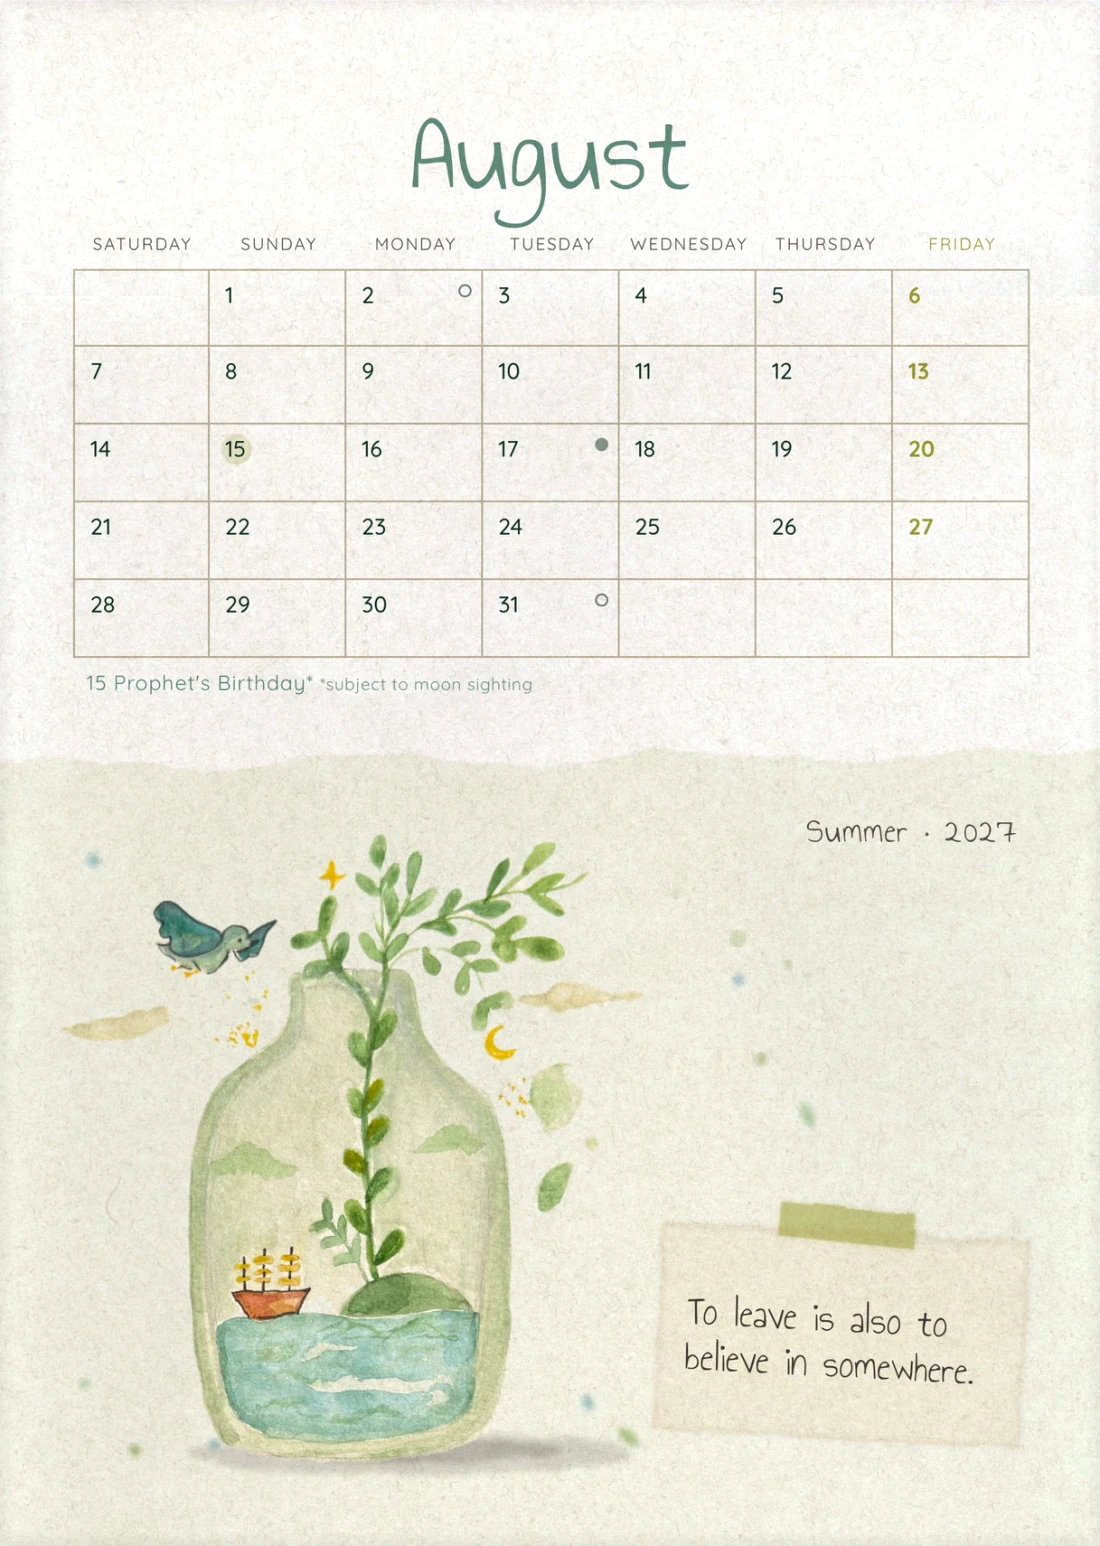 August
SATURDAY SUNDAY MONDAY TUESDAY WEDNESDAY THURSDAY FRIDAY
1 2 3 4 5 6
7 8 9 10 11 12 13
14 15 16 17 18 19 20
21 22 23 24 25 26 27
28 29 30 31
15 Prophet's Birthday* *subject to moon sighting
Summer · 2027
To leave is also to
believe in somewhere.